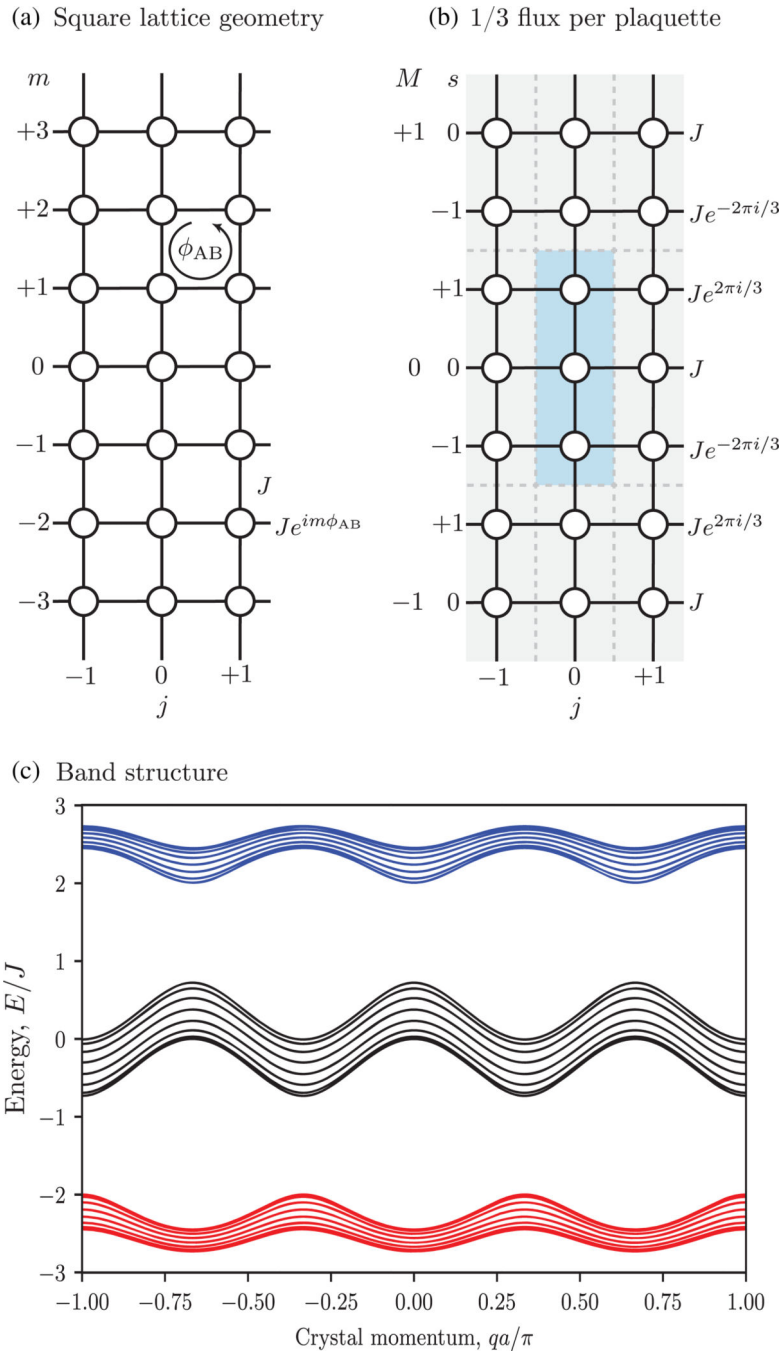 (a) Square lattice geometry
(b) 1/3 flux per plaquette
m
+3
+2
+1
0
−1
−2
−3
ϕ_AB
J
Je^{imϕ_AB}
−1 0 +1
j
M s
+1 0 J
−1 Je^{−2πi/3}
+1 Je^{2πi/3}
0 0 J
−1 Je^{−2πi/3}
+1 Je^{2πi/3}
−1 0 J
−1 0 +1
j
(c) Band structure
Energy, E/J
3
2
1
0
−1
−2
−3
−1.00 −0.75 −0.50 −0.25 0.00 0.25 0.50 0.75 1.00
Crystal momentum, qa/π